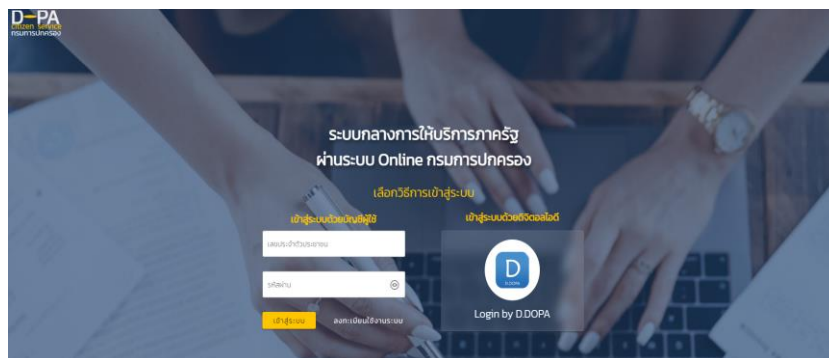 D-PA
Citizen Service
กรมการปกครอง
ระบบกลางการให้บริการภาครัฐ
ผ่านระบบ Online กรมการปกครอง
เลือกวิธีการเข้าสู่ระบบ
เข้าสู่ระบบด้วยบัญชีผู้ใช้
เข้าสู่ระบบด้วยดิจิตอลไอดี
เลขประจำตัวประชาชน
รหัสผ่าน
D
D.DOPA
เข้าสู่ระบบ
ลงทะเบียนใช้งานระบบ
Login by D.DOPA